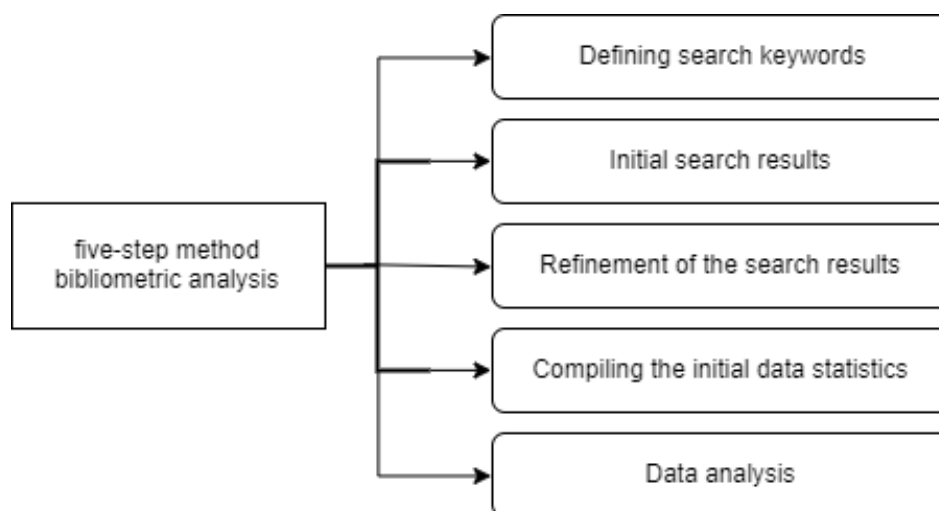 Defining search keywords
Initial search results
five-step method
bibliometric analysis
Refinement of the search results
Compiling the initial data statistics
Data analysis